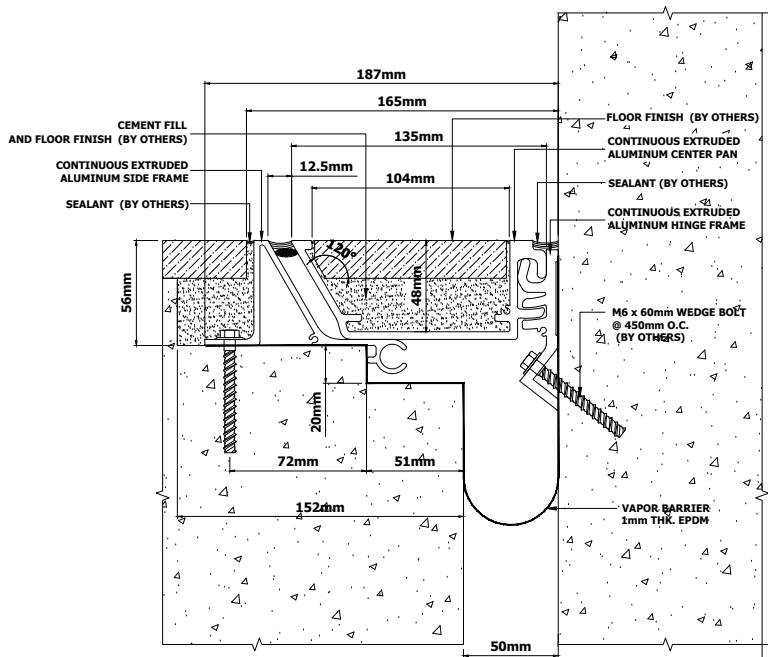 187mm
165mm
CEMENT FILL
AND FLOOR FINISH (BY OTHERS)
135mm
FLOOR FINISH (BY OTHERS)
CONTINUOUS EXTRUDED
ALUMINUM SIDE FRAME
12.5mm
CONTINUOUS EXTRUDED
ALUMINUM CENTER PAN
104mm
SEALANT (BY OTHERS)
SEALANT (BY OTHERS)
CONTINUOUS EXTRUDED
ALUMINUM HINGE FRAME
120°
56mm
48mm
M6 x 60mm WEDGE BOLT
@ 450mm O.C.
(BY OTHERS)
20mm
72mm
51mm
152mm
VAPOR BARRIER
1mm THK. EPDM
50mm